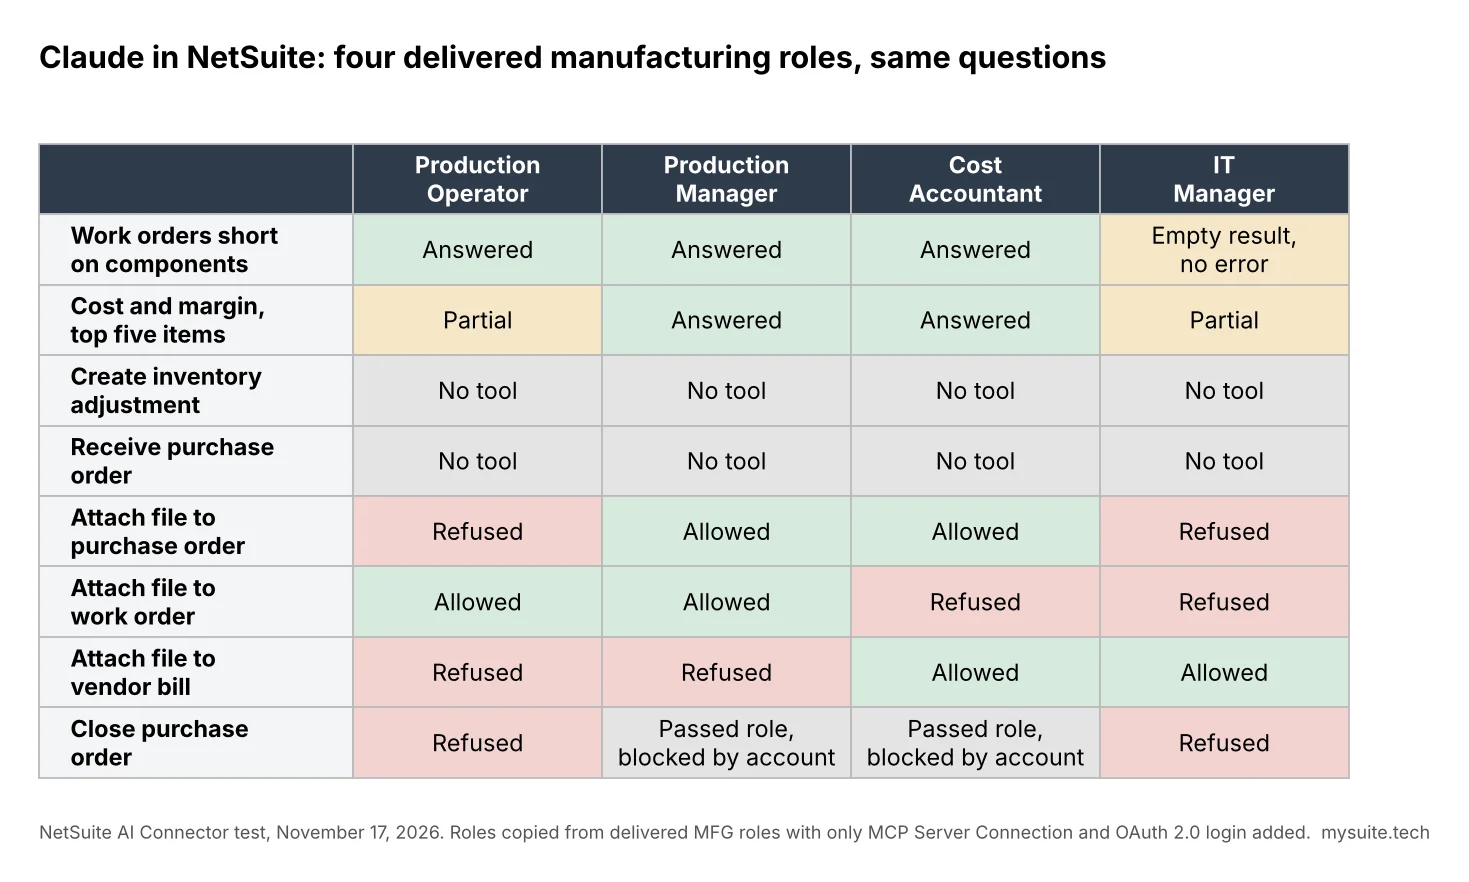 Claude in NetSuite: four delivered manufacturing roles, same questions
Production
Operator
Production
Manager
Cost
Accountant
IT
Manager
Work orders short
on components
Answered
Answered
Answered
Empty result,
no error
Cost and margin,
top five items
Partial
Answered
Answered
Partial
Create inventory
adjustment
No tool
No tool
No tool
No tool
Receive purchase
order
No tool
No tool
No tool
No tool
Attach file to
purchase order
Refused
Allowed
Allowed
Refused
Attach file to
work order
Allowed
Allowed
Refused
Refused
Attach file to
vendor bill
Refused
Refused
Allowed
Allowed
Close purchase
order
Refused
Passed role,
blocked by account
Passed role,
blocked by account
Refused
NetSuite AI Connector test, November 17, 2026. Roles copied from delivered MFG roles with only MCP Server Connection and OAuth 2.0 login added. mysuite.tech